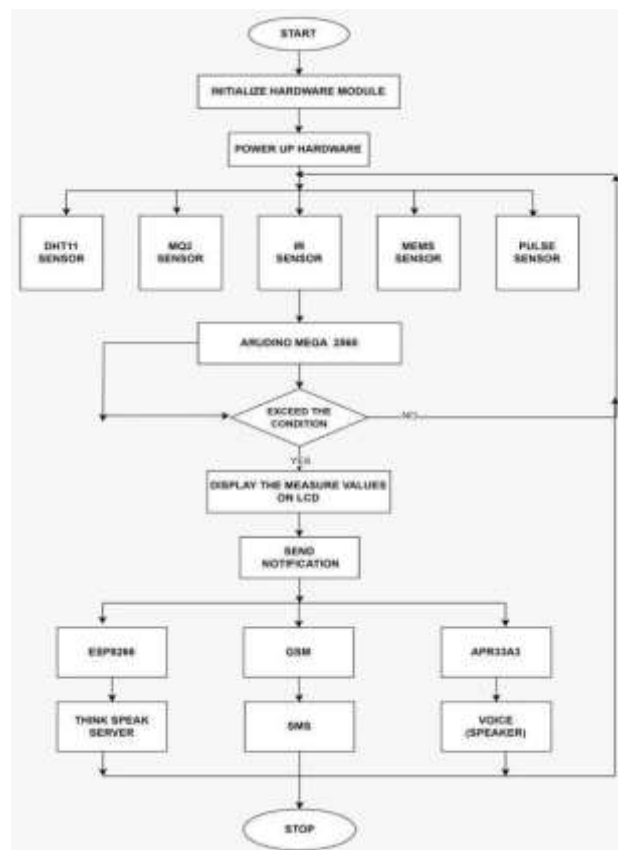 START
INITIALIZE HARDWARE MODULE
POWER UP HARDWARE
DHT11
SENSOR
MQ2
SENSOR
IR
SENSOR
MEMS
SENSOR
PULSE
SENSOR
ARUDINO MEGA 2560
EXCEED THE
CONDITION
NO
YES
DISPLAY THE MEASURE VALUES
ON LCD
SEND
NOTIFICATION
ESP8266
GSM
APR33A3
THINK SPEAK
SERVER
SMS
VOICE
(SPEAKER)
STOP